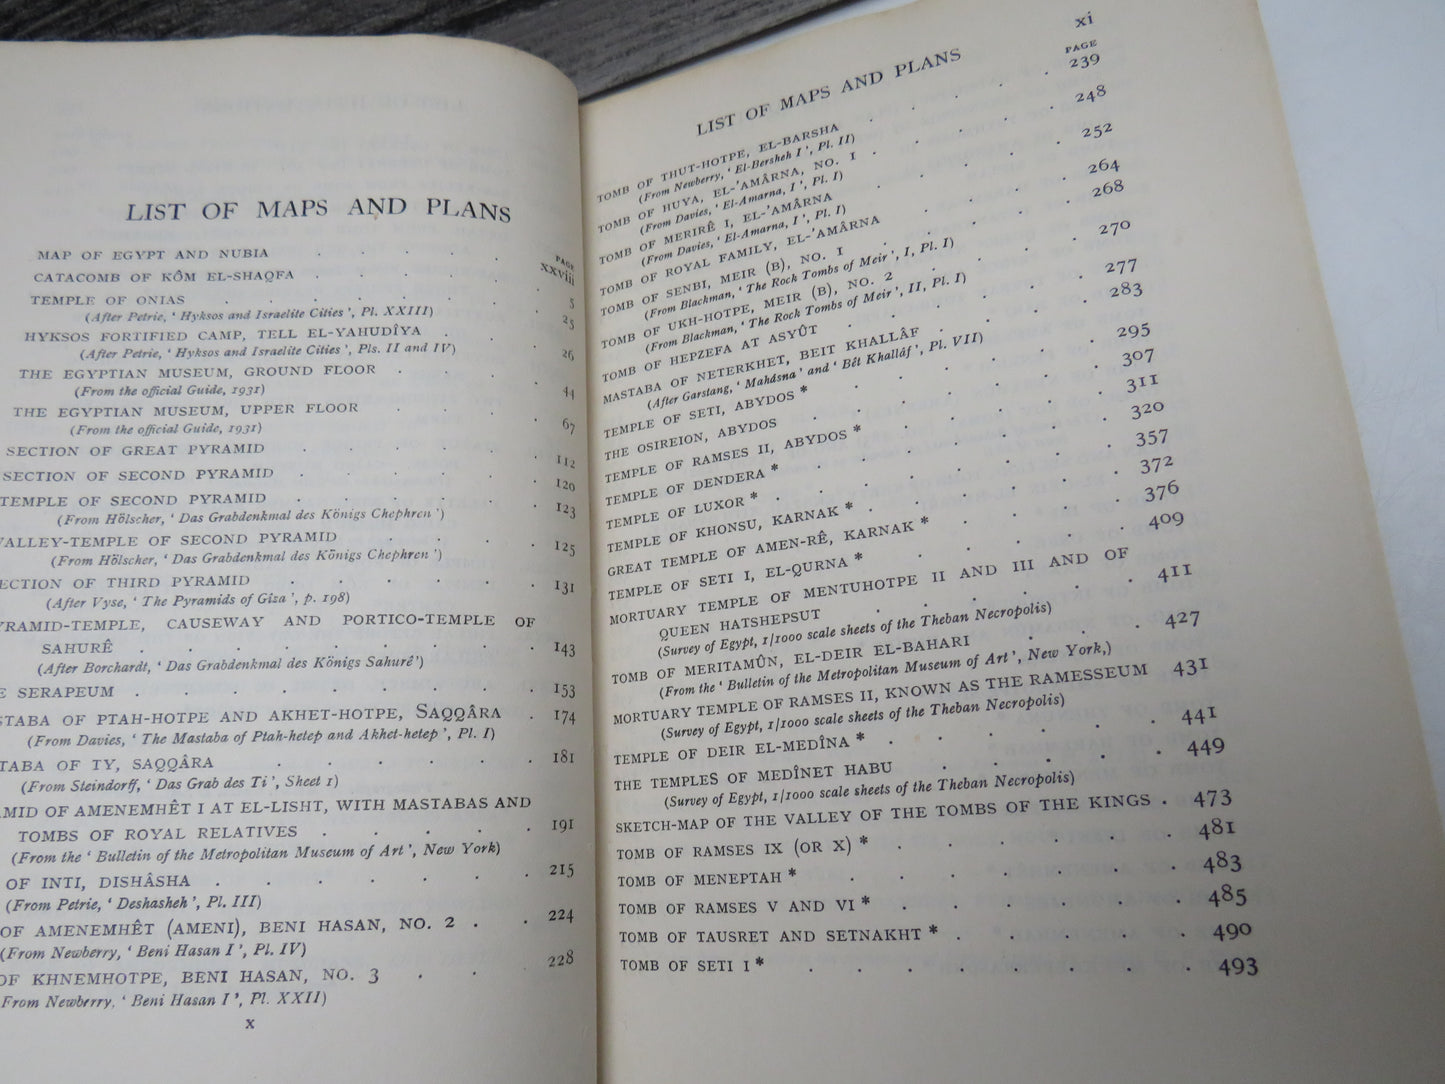 LIST OF MAPS AND PLANS
PAGE
MAP OF EGYPT AND NUBIA . . . . . xxviii
CATACOMB OF KÔM EL-SHAQFA . . . . . 5
TEMPLE OF ONIAS . . . . . . . 25
(After Petrie, ‘ Hyksos and Israelite Cities ’, Pl. XXIII)
HYKSOS FORTIFIED CAMP, TELL EL-YAHUDÎYA . . 26
(After Petrie, ‘ Hyksos and Israelite Cities ’, Pls. II and IV)
THE EGYPTIAN MUSEUM, GROUND FLOOR . . . 44
(From the official Guide, 1931)
THE EGYPTIAN MUSEUM, UPPER FLOOR . . . . 67
(From the official Guide, 1931)
SECTION OF GREAT PYRAMID . . . . . 112
SECTION OF SECOND PYRAMID . . . . . 120
TEMPLE OF SECOND PYRAMID . . . . . 123
(From Hölscher, ‘ Das Grabdenkmal des Königs Chephren ’)
VALLEY-TEMPLE OF SECOND PYRAMID . . . . 125
(From Hölscher, ‘ Das Grabdenkmal des Königs Chephren ’)
ECTION OF THIRD PYRAMID . . . . . . 131
(After Vyse, ‘ The Pyramids of Gîza ’, p. 198)
YRAMID-TEMPLE, CAUSEWAY AND PORTICO-TEMPLE OF
SAHURÊ . . . . . . . . 143
(After Borchardt, ‘ Das Grabdenkmal des Königs Sahurê ’)
E SERAPEUM . . . . . . . . 153
STABA OF PTAH-HOTPE AND AKHET-HOTPE, SAQQÂRA . 174
(From Davies, ‘ The Mastaba of Ptah-hetep and Akhet-hetep ’, Pl. I)
TABA OF TY, SAQQÂRA . . . . . . 181
(From Steindorff, ‘ Das Grab des Ti ’, Sheet 1)
AMID OF AMENEMHÊT I AT EL-LISHT, WITH MASTABAS AND
TOMBS OF ROYAL RELATIVES . . . . . 191
(From the ‘ Bulletin of the Metropolitan Museum of Art ’, New York)
OF INTI, DISHÂSHA . . . . . . . 215
(From Petrie, ‘ Deshasheh ’, Pl. III)
OF AMENEMHÊT (AMENI), BENI HASAN, NO. 2 . . 224
(From Newberry, ‘ Beni Hasan I ’, Pl. IV)
OF KHNEMHOTPE, BENI HASAN, NO. 3 . . . 228
From Newberry, ‘ Beni Hasan I ’, Pl. XXII)
x
xi
LIST OF MAPS AND PLANS
PAGE
TOMB OF THUT-HOTPE, EL-BARSHA . . . . . 239
(From Newberry, ‘ El-Bersheh I ’, Pl. II)
TOMB OF HUYA, EL-’AMÂRNA, NO. 1 . . . . . 248
(From Davies, ‘ El-Amarna, I ’, Pl. I)
TOMB OF MERIRÊ I, EL-’AMÂRNA . . . . . 252
(From Davies, ‘ El-Amarna, I ’, Pl. I)
TOMB OF ROYAL FAMILY, EL-’AMÂRNA . . . . 264
TOMB OF SENBI, MEIR (B), NO. 1 . . . . . 268
(From Blackman, ‘ The Rock Tombs of Meir ’, I, Pl. I)
TOMB OF UKH-HOTPE, MEIR (B), NO. 2 . . . . 270
(From Blackman, ‘ The Rock Tombs of Meir ’, II, Pl. I)
TOMB OF HEPZEFA AT ASYÛT . . . . . 277
MASTABA OF NETERKHET, BEIT KHALLÂF . . . . 283
(After Garstang, ‘ Mahâsna ’ and ‘ Bêt Khallâf ’, Pl. VII)
TEMPLE OF SETI, ABYDOS * . . . . . . 295
THE OSIREION, ABYDOS . . . . . . 307
TEMPLE OF RAMSES II, ABYDOS * . . . . . 311
TEMPLE OF DENDERA * . . . . . . 320
TEMPLE OF LUXOR * . . . . . . 357
TEMPLE OF KHONSU, KARNAK * . . . . . 372
GREAT TEMPLE OF AMEN-RÊ, KARNAK * . . . . 376
TEMPLE OF SETI I, EL-QURNA * . . . . . 409
MORTUARY TEMPLE OF MENTUHOTPE II AND III AND OF
QUEEN HATSHEPSUT . . . . . . 411
(Survey of Egypt, 1/1000 scale sheets of the Theban Necropolis)
TOMB OF MERITAMÛN, EL-DEIR EL-BAHARI . . . 427
(From the ‘ Bulletin of the Metropolitan Museum of Art ’, New York,)
MORTUARY TEMPLE OF RAMSES II, KNOWN AS THE RAMESSEUM 431
(Survey of Egypt, 1/1000 scale sheets of the Theban Necropolis)
TEMPLE OF DEIR EL-MEDÎNA * . . . . . 441
THE TEMPLES OF MEDÎNET HABU . . . . . 449
(Survey of Egypt, 1/1000 scale sheets of the Theban Necropolis)
SKETCH-MAP OF THE VALLEY OF THE TOMBS OF THE KINGS . 473
TOMB OF RAMSES IX (OR X) * . . . . . . 481
TOMB OF MENEPTAH * . . . . . . . 483
TOMB OF RAMSES V AND VI * . . . . . . 485
TOMB OF TAUSRET AND SETNAKHT * . . . . . 490
TOMB OF SETI I * . . . . . . . 493